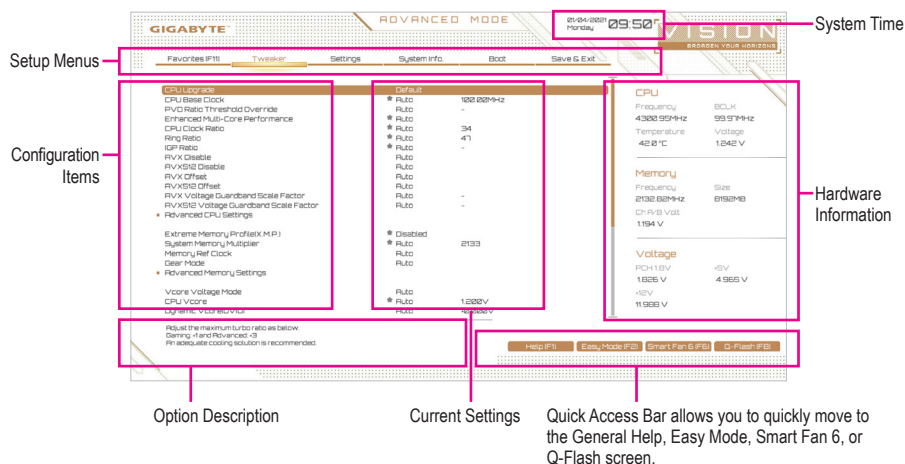 GIGABYTE™
ADVANCED MODE
01/04/2021
Monday
09:50
VISION
BROADEN YOUR HORIZONS
System Time
Setup Menus
Favorites (F11) Tweaker Settings System Info. Boot Save & Exit
Configuration
Items
CPU Upgrade Default
CPU Base Clock Auto 100.00MHz
PVD Ratio Threshold Override Auto -
Enhanced Multi-Core Performance Auto -
CPU Clock Ratio Auto 34
Ring Ratio Auto 47
IGP Ratio Auto -
AVX Disable Auto
AVX512 Disable Auto
AVX Offset Auto
AVX512 Offset Auto
AVX Voltage Guardband Scale Factor Auto -
AVX512 Voltage Guardband Scale Factor Auto -
Advanced CPU Settings
Extreme Memory Profile(X.M.P.) Disabled
System Memory Multiplier Auto 2133
Memory Ref Clock Auto
Gear Mode Auto
Advanced Memory Settings
Vcore Voltage Mode Auto
CPU Vcore Auto 1.200V
Dynamic Vcore(DVID) Auto +0.000V
CPU
Frequency BCLK
4300.95MHz 99.97MHz
Temperature Voltage
42.0 °C 1.242 V
Memory
Frequency Size
2132.82MHz 8192MB
Ch A/B Volt
1.194 V
Voltage
PCH 1.8V +5V
1.826 V 4.965 V
+12V
11.988 V
Hardware
Information
Adjust the maximum turbo ratio as below.
Gaming: +1 and Advanced: +3
An adequate cooling solution is recommended.
Help (F1) Easy Mode (F2) Smart Fan 6 (F6) Q-Flash (F8)
Option Description
Current Settings
Quick Access Bar allows you to quickly move to
the General Help, Easy Mode, Smart Fan 6, or
Q-Flash screen.